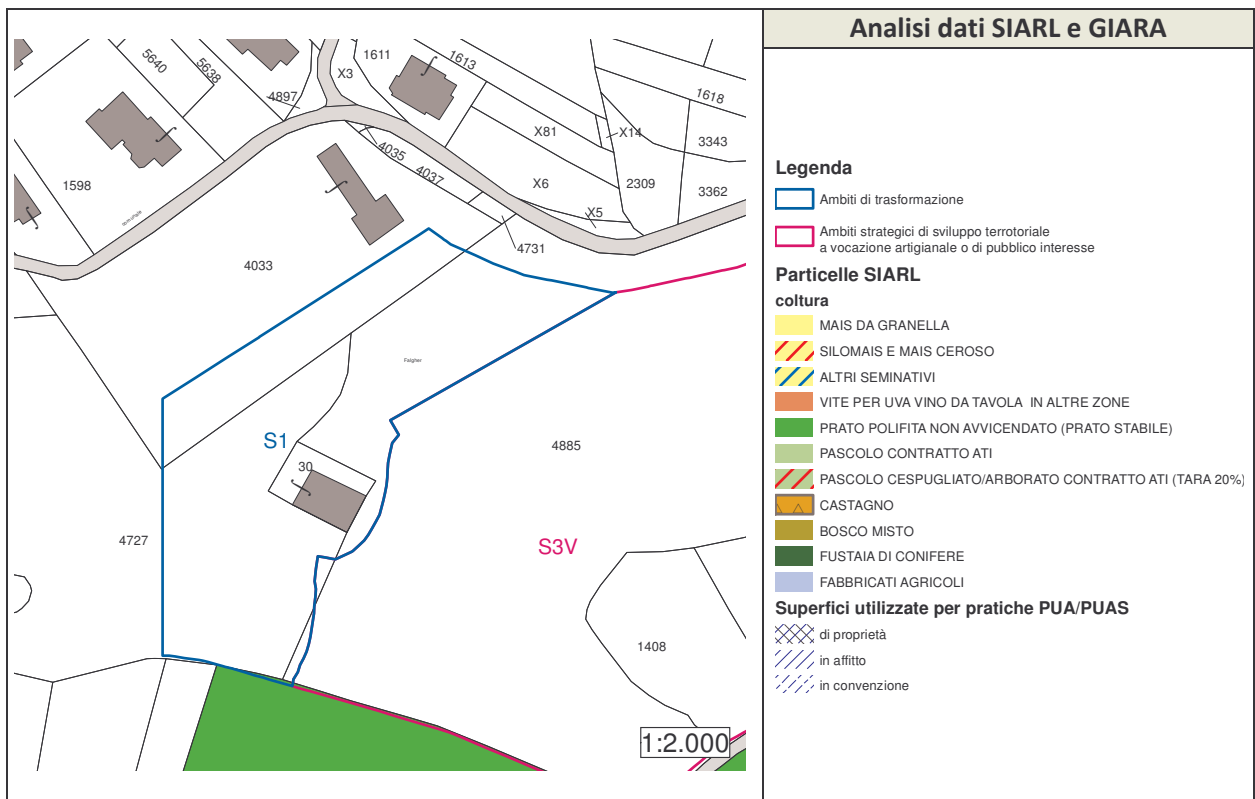 Analisi dati SIARL e GIARA
5640
5638
4897
X3
1611
1613
1618
X81
X14
3343
4035
4037
X6
2309
3362
X5
1598
4731
4033
Falgher
S1
30
4885
4727
S3V
1408
1:2.000
Legenda
Ambiti di trasformazione
Ambiti strategici di sviluppo terrotoriale
a vocazione artigianale o di pubblico interesse
Particelle SIARL
coltura
MAIS DA GRANELLA
SILOMAIS E MAIS CEROSO
ALTRI SEMINATIVI
VITE PER UVA VINO DA TAVOLA IN ALTRE ZONE
PRATO POLIFITA NON AVVICENDATO (PRATO STABILE)
PASCOLO CONTRATTO ATI
PASCOLO CESPUGLIATO/ARBORATO CONTRATTO ATI (TARA 20%)
CASTAGNO
BOSCO MISTO
FUSTAIA DI CONIFERE
FABBRICATI AGRICOLI
Superfici utilizzate per pratiche PUA/PUAS
di proprietà
in affitto
in convenzione